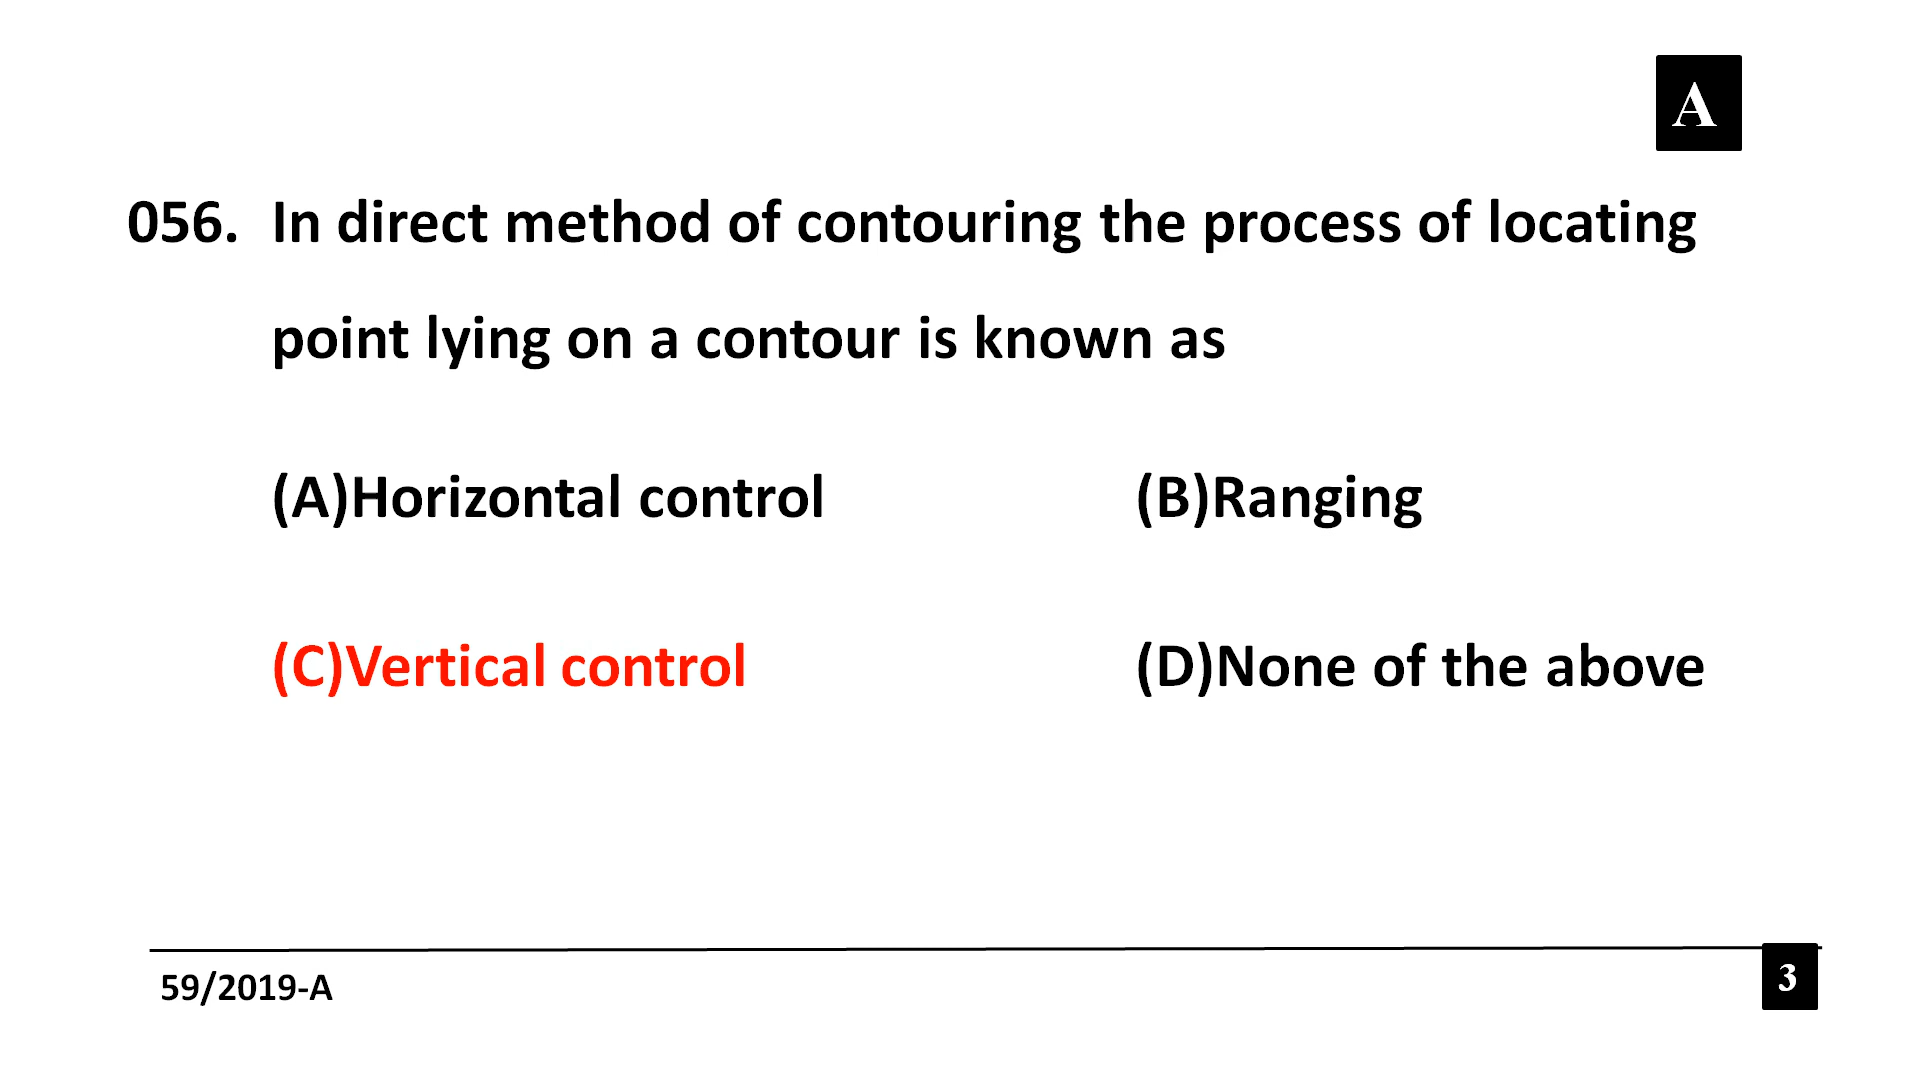 A
056. In direct method of contouring the process of locating
point lying on a contour is known as
(A)Horizontal control (B)Ranging
(C)Vertical control (D)None of the above
59/2019-A 3